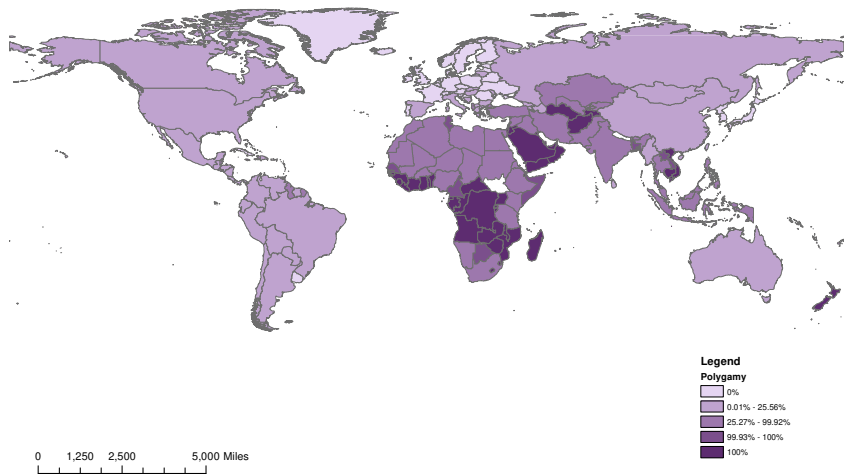 Legend
Polygamy
0%
0.01% - 25.56%
25.27% - 99.92%
99.93% - 100%
100%
0 1,250 2,500 5,000 Miles